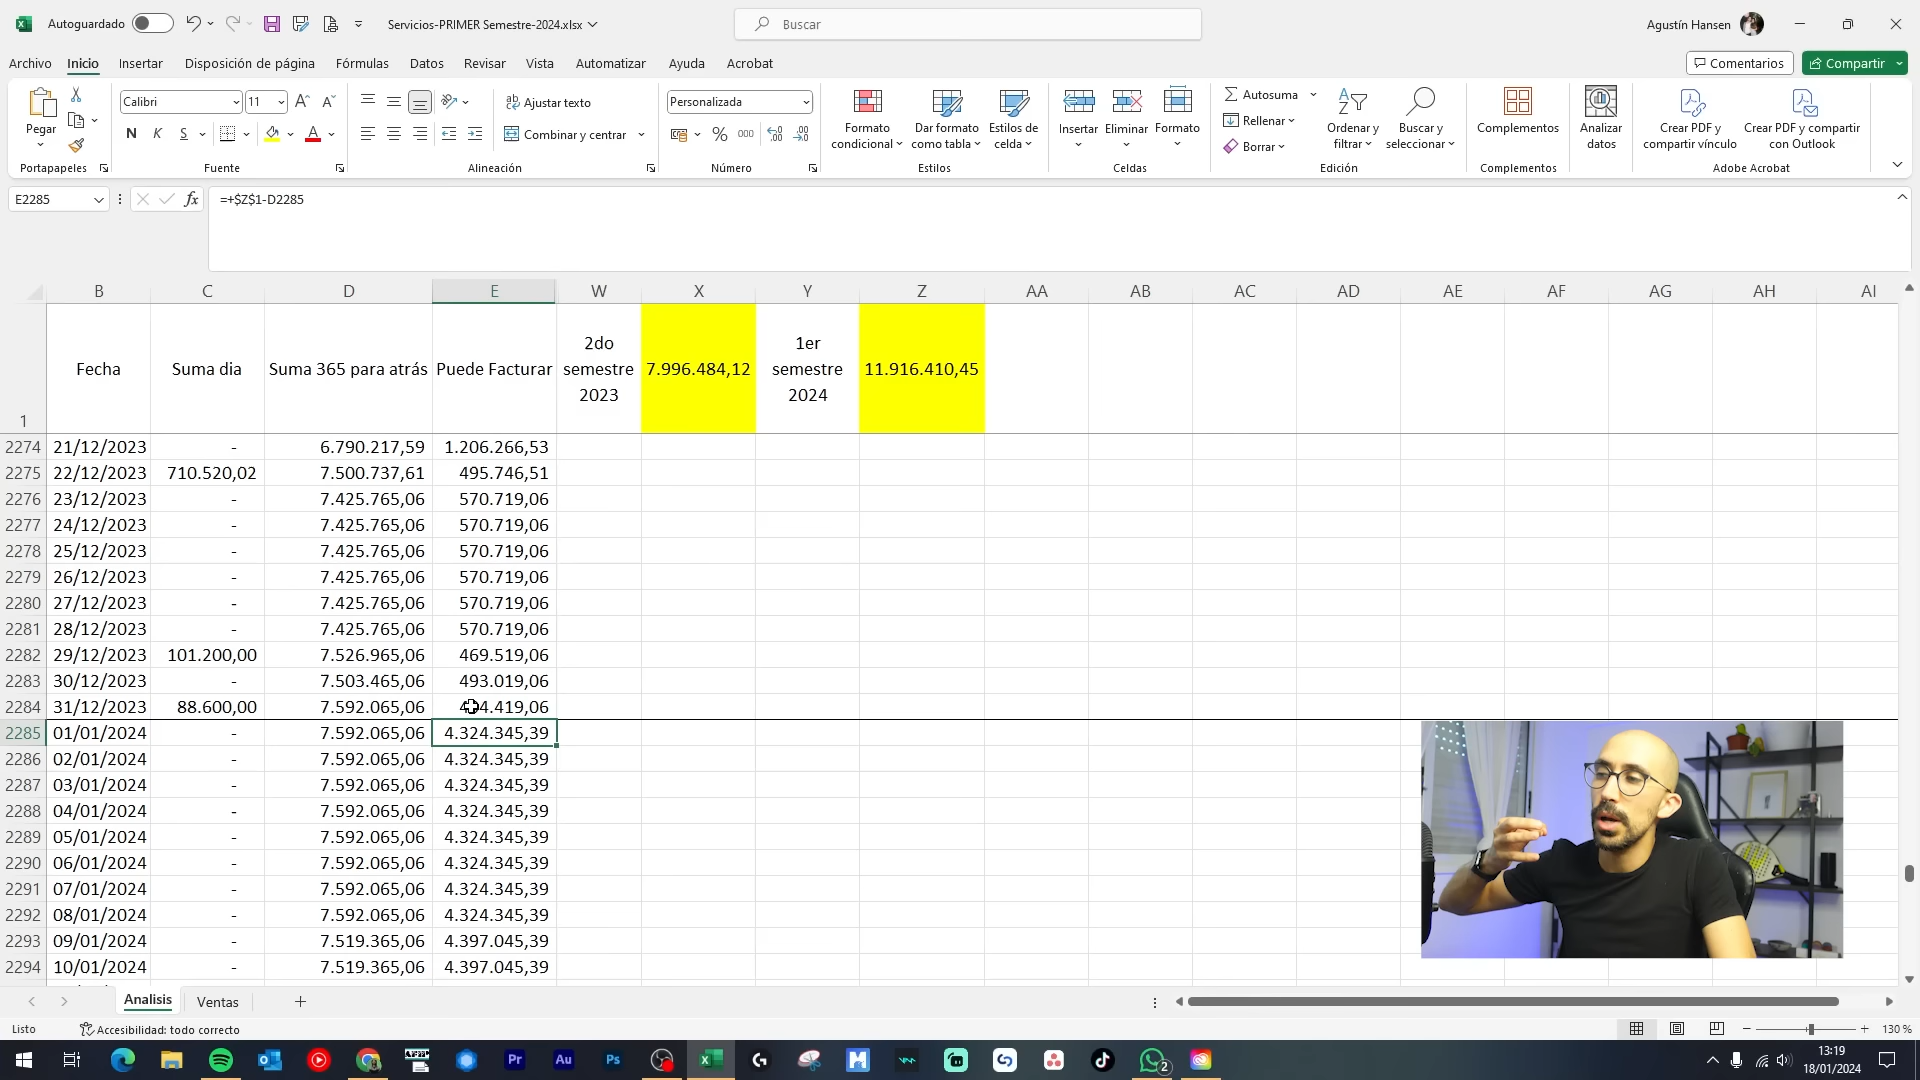 Autoguardado
Servicios-PRIMER Semestre-2024.xlsx
Buscar
Agustín Hansen
Archivo Inicio Insertar Disposición de página Fórmulas Datos Revisar Vista Automatizar Ayuda Acrobat
Comentarios Compartir
Pegar
Calibri 11
N K S
Ajustar texto
Combinar y centrar
Personalizada
% 000
Formato condicional
Dar formato como tabla
Estilos de celda
Insertar Eliminar Formato
Autosuma
Rellenar
Borrar
Ordenar y filtrar
Buscar y seleccionar
Complementos
Analizar datos
Crear PDF y compartir vínculo
Crear PDF y compartir con Outlook
Portapapeles Fuente Alineación Número Estilos Celdas Edición Complementos Adobe Acrobat
E2285 fx =+$Z$1-D2285
B C D E W X Y Z AA AB AC AD AE AF AG AH AI
1 Fecha Suma dia Suma 365 para atrás Puede Facturar 2do semestre 2023 7.996.484,12 1er semestre 2024 11.916.410,45
2274 21/12/2023 - 6.790.217,59 1.206.266,53
2275 22/12/2023 710.520,02 7.500.737,61 495.746,51
2276 23/12/2023 - 7.425.765,06 570.719,06
2277 24/12/2023 - 7.425.765,06 570.719,06
2278 25/12/2023 - 7.425.765,06 570.719,06
2279 26/12/2023 - 7.425.765,06 570.719,06
2280 27/12/2023 - 7.425.765,06 570.719,06
2281 28/12/2023 - 7.425.765,06 570.719,06
2282 29/12/2023 101.200,00 7.526.965,06 469.519,06
2283 30/12/2023 - 7.503.465,06 493.019,06
2284 31/12/2023 88.600,00 7.592.065,06
2285 01/01/2024 - 7.592.065,06 4.324.345,39
2286 02/01/2024 - 7.592.065,06 4.324.345,39
2287 03/01/2024 - 7.592.065,06 4.324.345,39
2288 04/01/2024 - 7.592.065,06 4.324.345,39
2289 05/01/2024 - 7.592.065,06 4.324.345,39
2290 06/01/2024 - 7.592.065,06 4.324.345,39
2291 07/01/2024 - 7.592.065,06 4.324.345,39
2292 08/01/2024 - 7.592.065,06 4.324.345,39
2293 09/01/2024 - 7.519.365,06 4.397.045,39
2294 10/01/2024 - 7.519.365,06 4.397.045,39
Analisis Ventas
Listo Accesibilidad: todo correcto
130 %
Pr Au Ps
2
13:19
18/01/2024